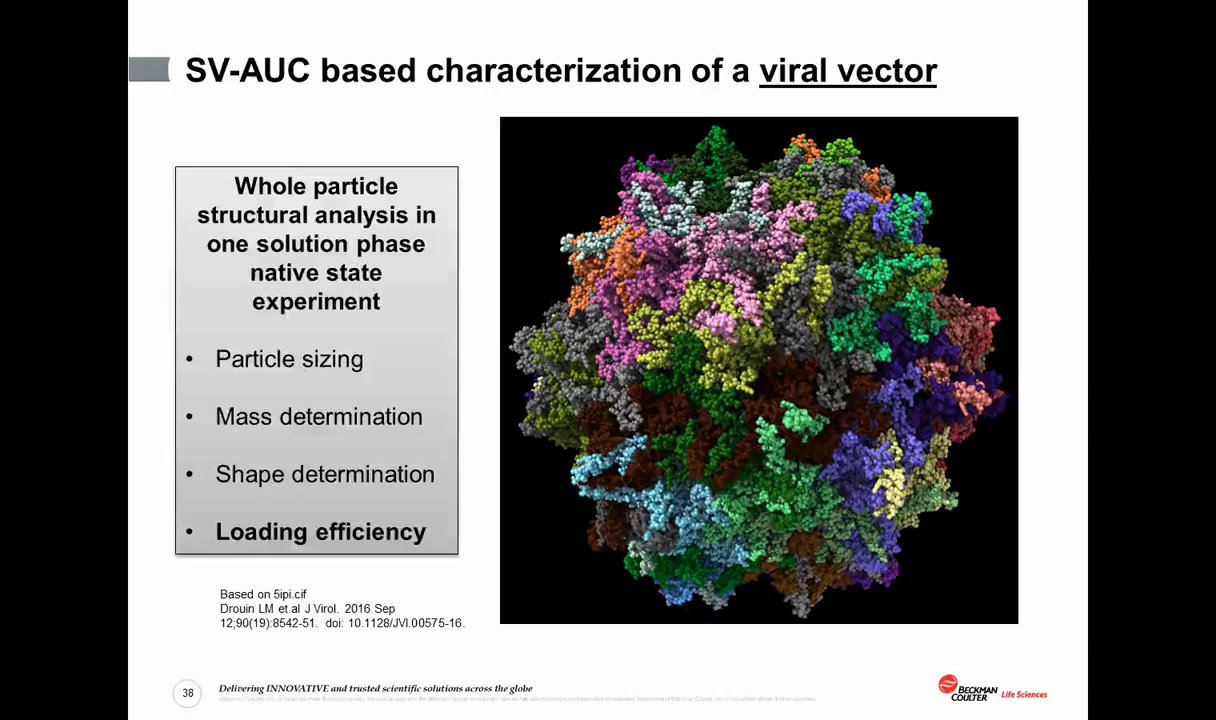 SV-AUC based characterization of a viral vector
Whole particle
structural analysis in
one solution phase
native state
experiment
• Particle sizing
• Mass determination
• Shape determination
• Loading efficiency
Based on 5ipi.cif
Drouin LM et.al J Virol. 2016 Sep
12;90(19):8542-51. doi: 10.1128/JVI.00575-16.
38
Delivering INNOVATIVE and trusted scientific solutions across the globe
BECKMAN
COULTER
Life Sciences